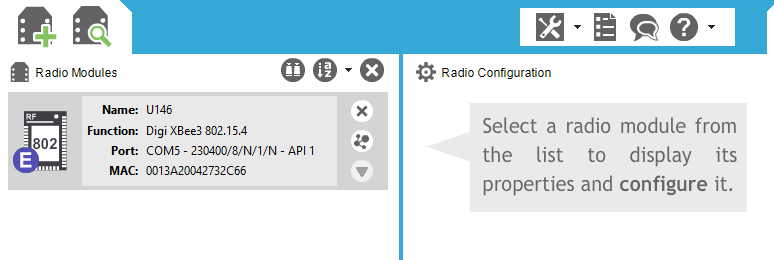 Radio Modules
Radio Configuration
RF
802
E
Name: U146
Function: Digi XBee3 802.15.4
Port: COM5 - 230400/8/N/1/N - API 1
MAC: 0013A20042732C66
Select a radio module from
the list to display its
properties and configure it.